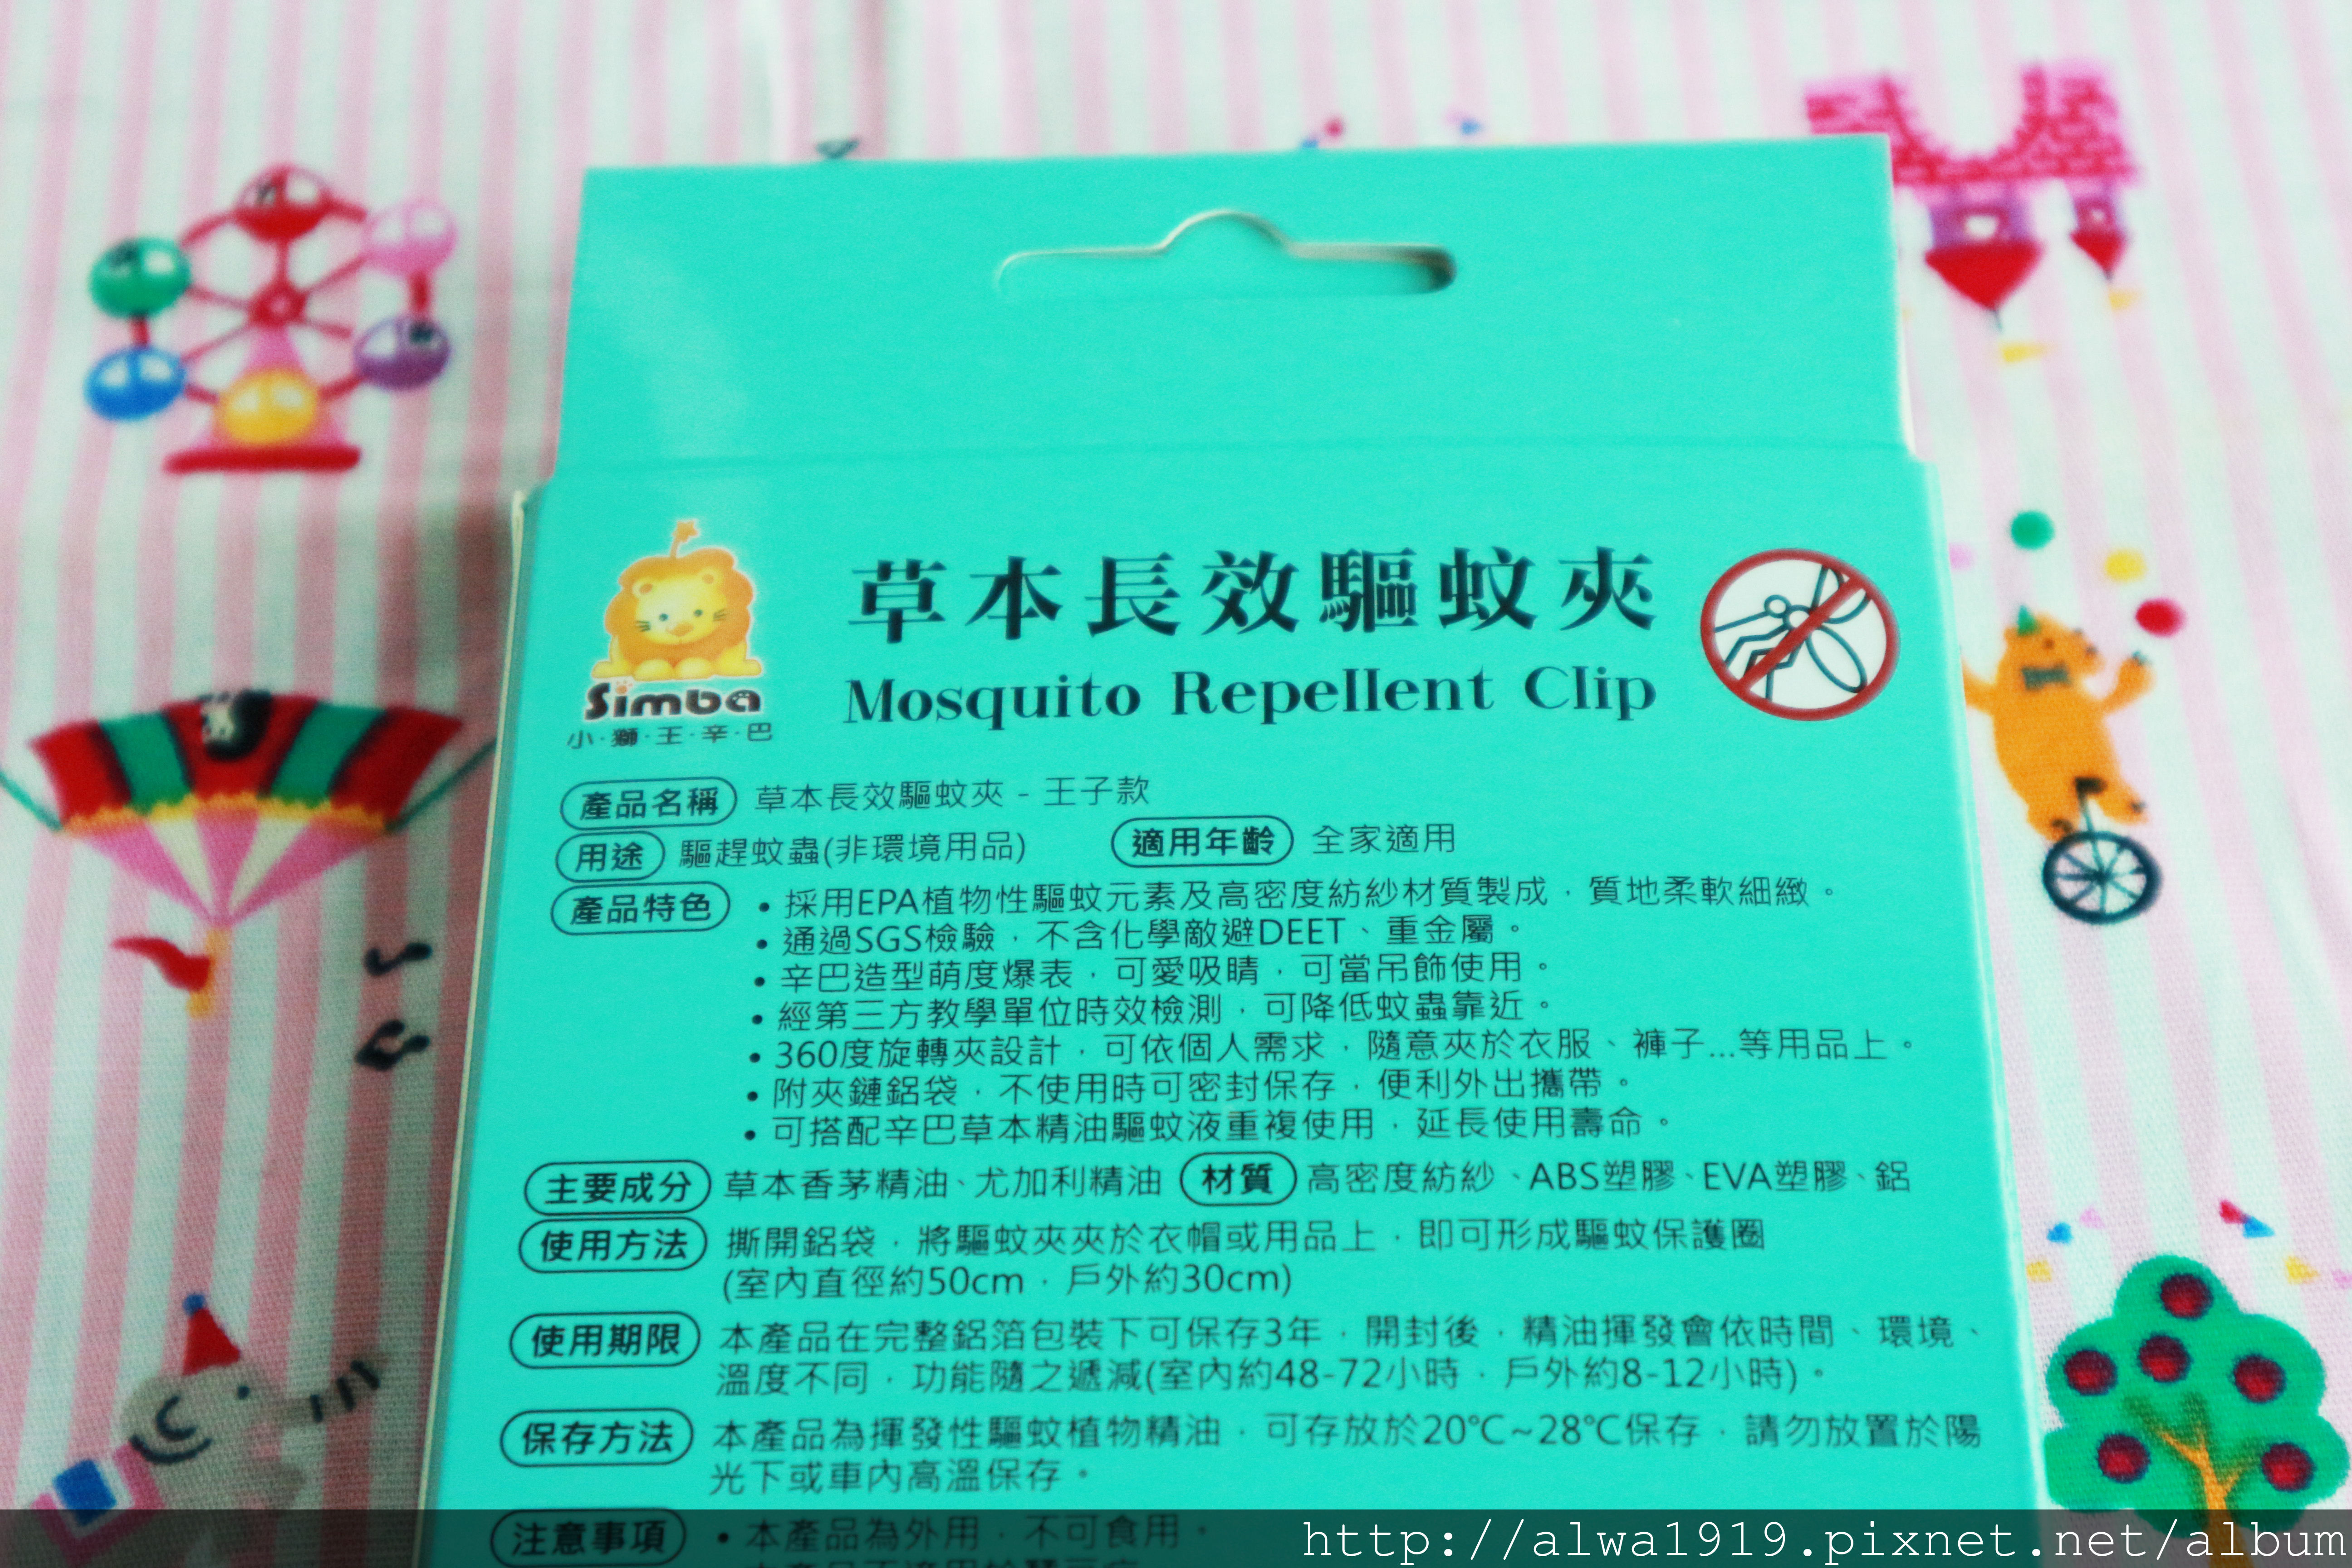 草本長效驅蚊夾
Mosquito Repellent Clip
Simba
小·獅·王·辛·巴
產品名稱 草本長效驅蚊夾 - 王子款
用途 驅趕蚊蟲(非環境用品) 適用年齡 全家適用
產品特色 • 採用EPA植物性驅蚊元素及高密度紡紗材質製成，質地柔軟細緻。
• 通過SGS檢驗，不含化學敵避DEET、重金屬。
• 辛巴造型萌度爆表，可愛吸睛，可當吊飾使用。
• 經第三方教學單位時效檢測，可降低蚊蟲靠近。
• 360度旋轉夾設計，可依個人需求，隨意夾於衣服、褲子...等用品上。
• 附夾鏈鋁袋，不使用時可密封保存，便利外出攜帶。
• 可搭配辛巴草本精油驅蚊液重複使用，延長使用壽命。
主要成分 草本香茅精油、尤加利精油 材質 高密度紡紗、ABS塑膠、EVA塑膠、鋁
使用方法 撕開鋁袋，將驅蚊夾夾於衣帽或用品上，即可形成驅蚊保護圈
(室內直徑約50cm，戶外約30cm)
使用期限 本產品在完整鋁箔包裝下可保存3年，開封後，精油揮發會依時間、環境、
溫度不同，功能隨之遞減(室內約48-72小時，戶外約8-12小時)。
保存方法 本產品為揮發性驅蚊植物精油，可存放於20℃~28℃保存，請勿放置於陽
光下或車內高溫保存。
注意事項 • 本產品為外用，不可食用。
http://alwa1919.pixnet.net/album